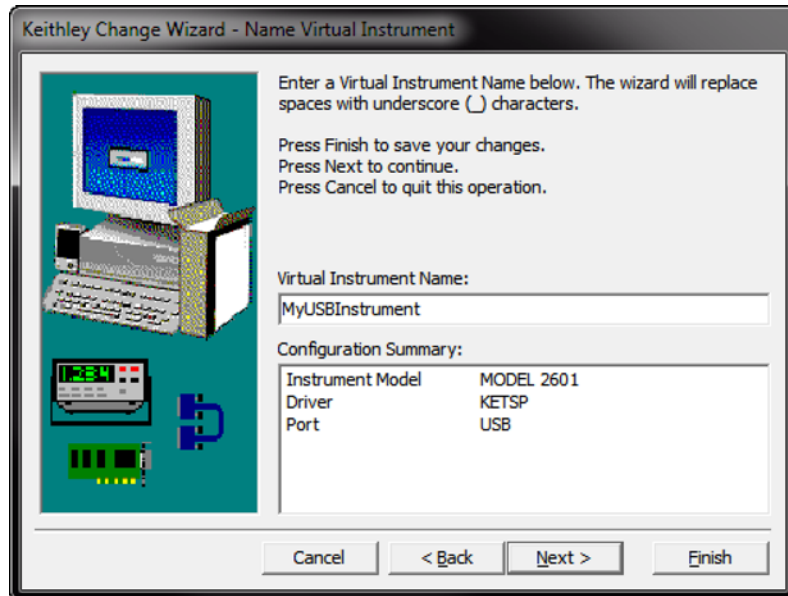 Keithley Change Wizard - Name Virtual Instrument
Enter a Virtual Instrument Name below. The wizard will replace
spaces with underscore (_) characters.
Press Finish to save your changes.
Press Next to continue.
Press Cancel to quit this operation.
1.234
Virtual Instrument Name:
MyUSBInstrument
Configuration Summary:
Instrument Model MODEL 2601
Driver KETSP
Port USB
Cancel < Back Next > Finish